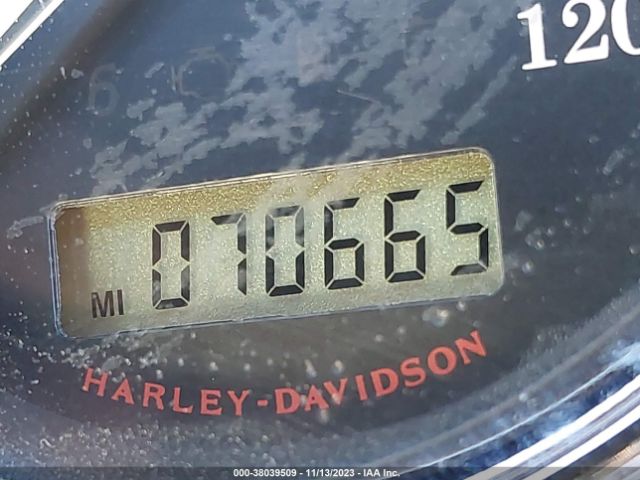 120
MI 070665
HARLEY-DAVIDSON
000-38039509 - 11/13/2023 - IAA Inc.